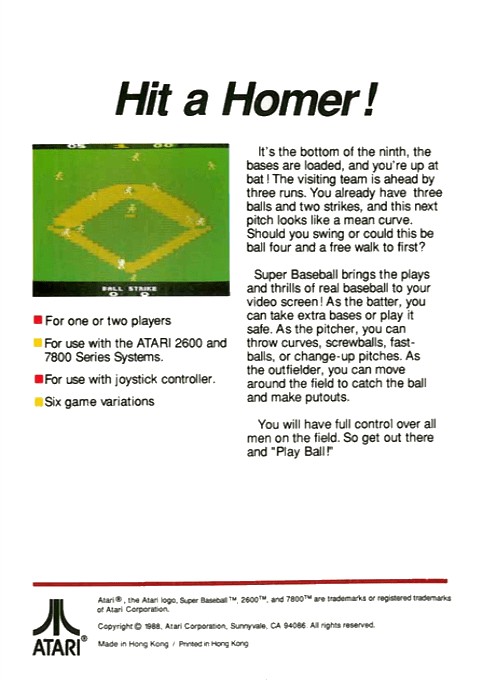 Hit a Homer!
05 1 00
BALL STRIKE
0 0
For one or two players
For use with the ATARI 2600 and
7800 Series Systems.
For use with joystick controller.
Six game variations
It's the bottom of the ninth, the
bases are loaded, and you're up at
bat! The visiting team is ahead by
three runs. You already have three
balls and two strikes, and this next
pitch looks like a mean curve.
Should you swing or could this be
ball four and a free walk to first?
Super Baseball brings the plays
and thrills of real baseball to your
video screen! As the batter, you
can take extra bases or play it
safe. As the pitcher, you can
throw curves, screwballs, fast-
balls, or change-up pitches. As
the outfielder, you can move
around the field to catch the ball
and make putouts.
You will have full control over all
men on the field. So get out there
and "Play Ball!"
Atari®, the Atari logo, Super Baseball™, 2600™, and 7800™ are trademarks or registered trademarks
of Atari Corporation.
Copyright © 1988, Atari Corporation, Sunnyvale, CA 94086. All rights reserved.
Made in Hong Kong / Printed in Hong Kong
ATARI®